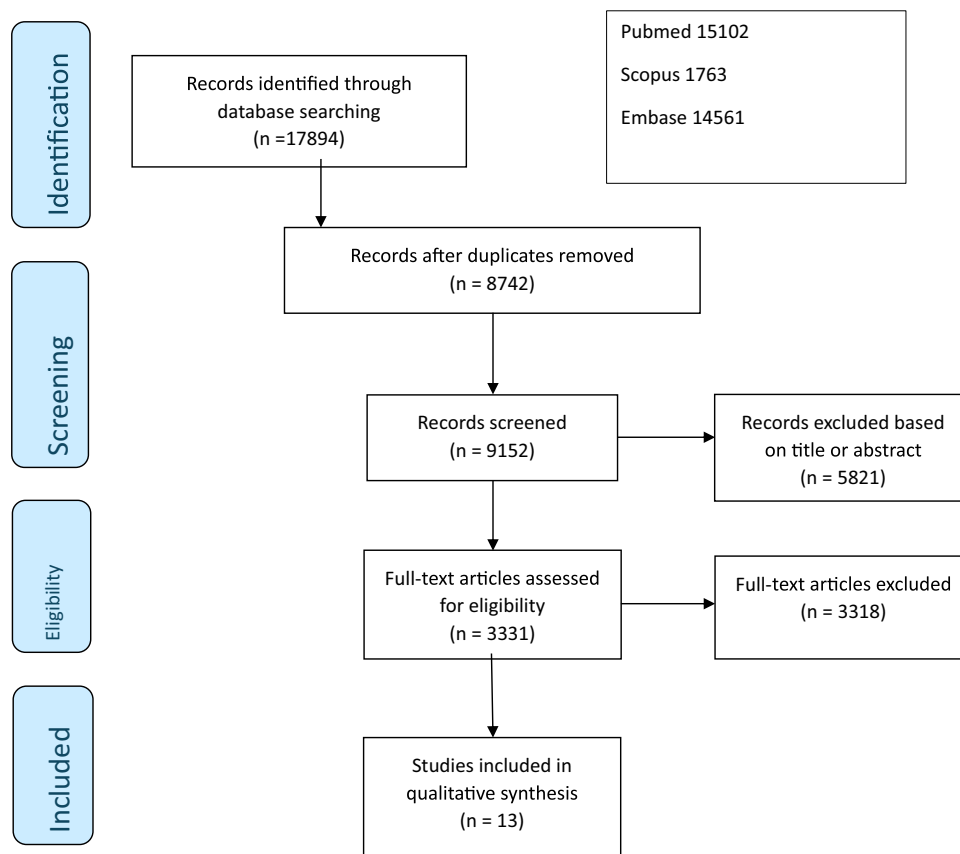 Identification
Records identified through
database searching
(n =17894)
Pubmed 15102
Scopus 1763
Embase 14561
Records after duplicates removed
(n = 8742)
Screening
Records screened
(n = 9152)
Records excluded based
on title or abstract
(n = 5821)
Eligibility
Full-text articles assessed
for eligibility
(n = 3331)
Full-text articles excluded
(n = 3318)
Included
Studies included in
qualitative synthesis
(n = 13)